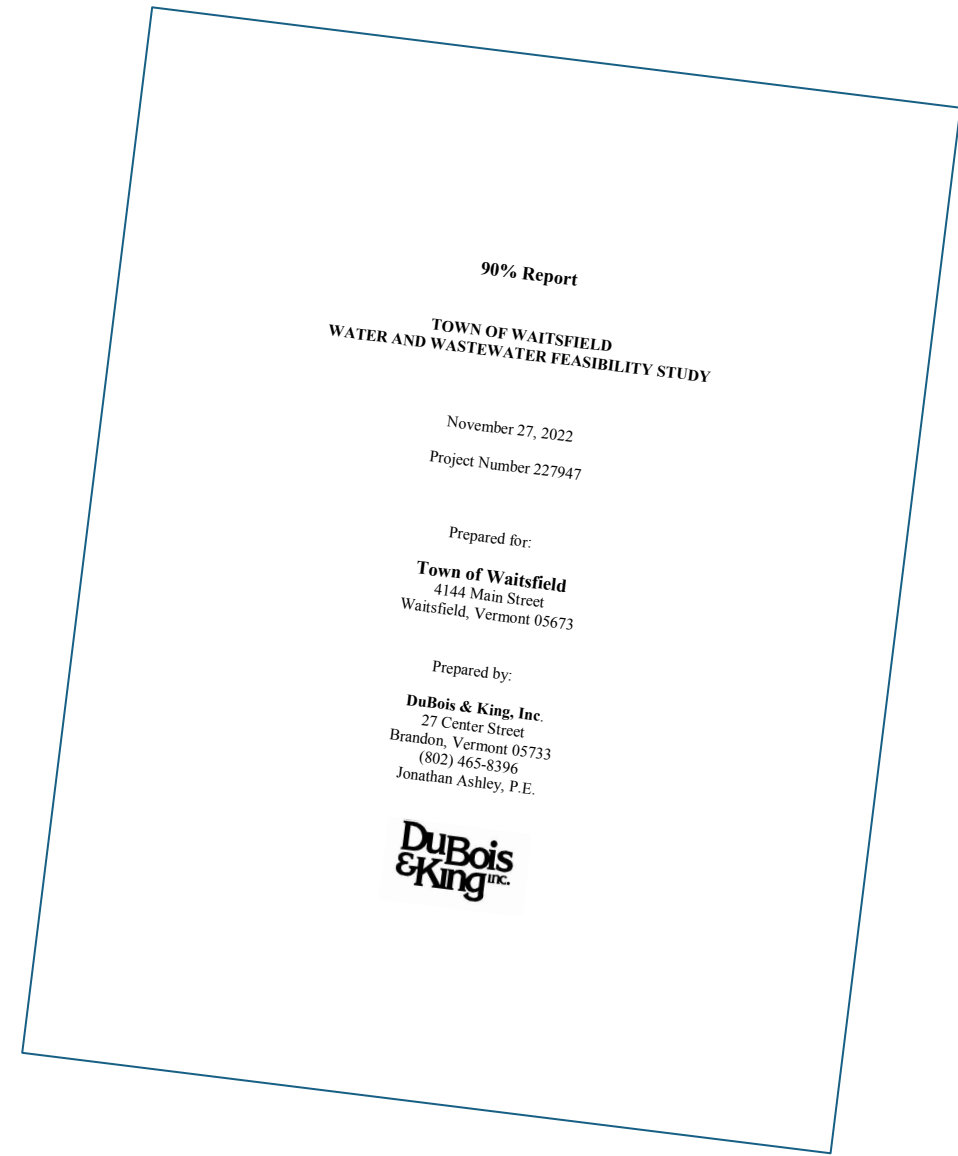 90% Report
TOWN OF WAITSFIELD
WATER AND WASTEWATER FEASIBILITY STUDY
November 27, 2022
Project Number 227947
Prepared for:
Town of Waitsfield
4144 Main Street
Waitsfield, Vermont 05673
Prepared by:
DuBois & King, Inc.
27 Center Street
Brandon, Vermont 05733
(802) 465-8396
Jonathan Ashley, P.E.
DuBois
&King inc.